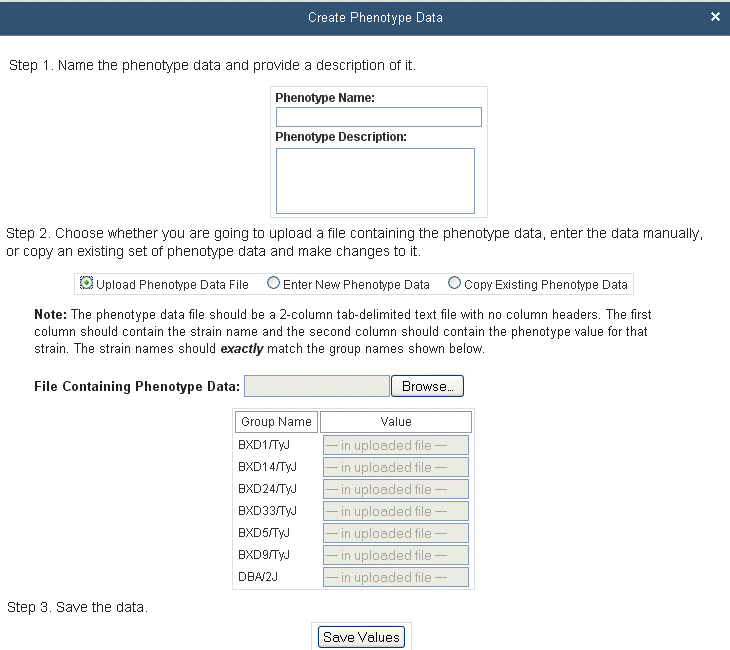 Create Phenotype Data ×
Step 1. Name the phenotype data and provide a description of it.
Phenotype Name:
Phenotype Description:
Step 2. Choose whether you are going to upload a file containing the phenotype data, enter the data manually,
or copy an existing set of phenotype data and make changes to it.
Upload Phenotype Data File Enter New Phenotype Data Copy Existing Phenotype Data
Note: The phenotype data file should be a 2-column tab-delimited text file with no column headers. The first
column should contain the strain name and the second column should contain the phenotype value for that
strain. The strain names should exactly match the group names shown below.
File Containing Phenotype Data: Browse...
Group Name Value
BXD1/TyJ — in uploaded file —
BXD14/TyJ — in uploaded file —
BXD24/TyJ — in uploaded file —
BXD33/TyJ — in uploaded file —
BXD5/TyJ — in uploaded file —
BXD9/TyJ — in uploaded file —
DBA/2J — in uploaded file —
Step 3. Save the data.
Save Values